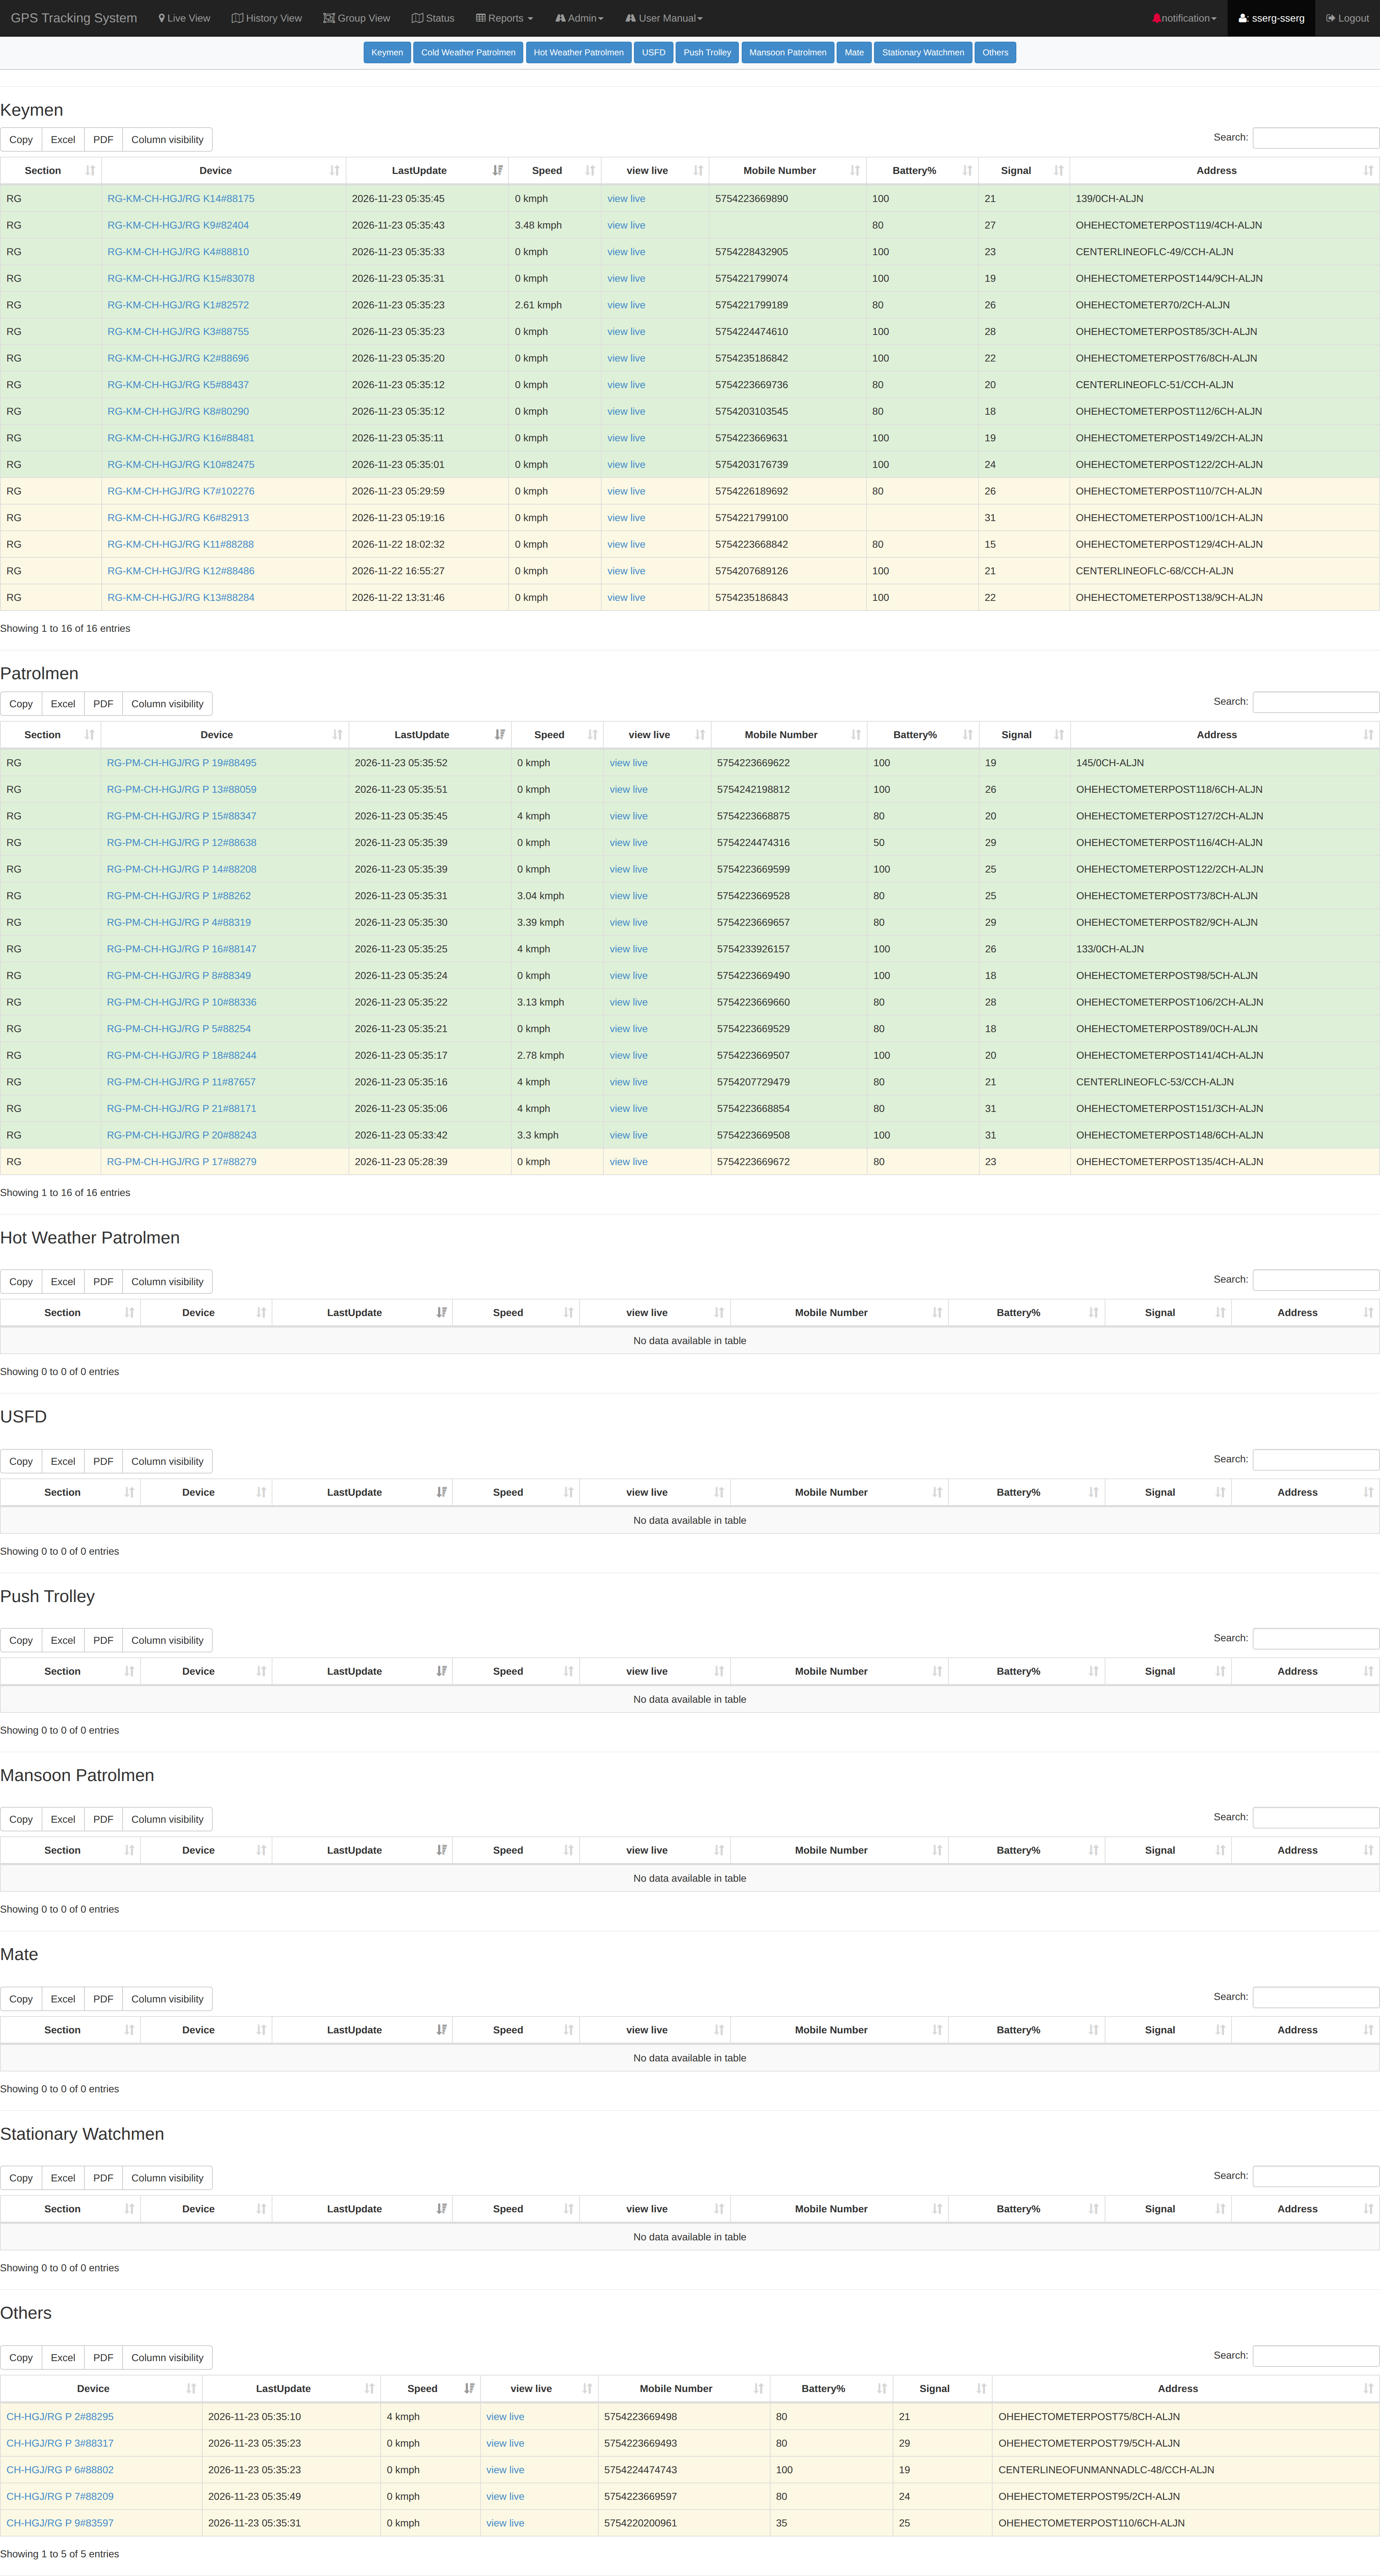 GPS Tracking System Live View History View Group View Status Reports Admin User Manual notification : sserg-sserg Logout
Keymen Cold Weather Patrolmen Hot Weather Patrolmen USFD Push Trolley Mansoon Patrolmen Mate Stationary Watchmen Others
Keymen
Copy Excel PDF Column visibility Search:
Section Device LastUpdate Speed view live Mobile Number Battery% Signal Address
RG RG-KM-CH-HGJ/RG K14#88175 2026-11-23 05:35:45 0 kmph view live 5754223669890 100 21 139/0CH-ALJN
RG RG-KM-CH-HGJ/RG K9#82404 2026-11-23 05:35:43 3.48 kmph view live 80 27 OHEHECTOMETERPOST119/4CH-ALJN
RG RG-KM-CH-HGJ/RG K4#88810 2026-11-23 05:35:33 0 kmph view live 5754228432905 100 23 CENTERLINEOFLC-49/CCH-ALJN
RG RG-KM-CH-HGJ/RG K15#83078 2026-11-23 05:35:31 0 kmph view live 5754221799074 100 19 OHEHECTOMETERPOST144/9CH-ALJN
RG RG-KM-CH-HGJ/RG K1#82572 2026-11-23 05:35:23 2.61 kmph view live 5754221799189 80 26 OHEHECTOMETER70/2CH-ALJN
RG RG-KM-CH-HGJ/RG K3#88755 2026-11-23 05:35:23 0 kmph view live 5754224474610 100 28 OHEHECTOMETERPOST85/3CH-ALJN
RG RG-KM-CH-HGJ/RG K2#88696 2026-11-23 05:35:20 0 kmph view live 5754235186842 100 22 OHEHECTOMETERPOST76/8CH-ALJN
RG RG-KM-CH-HGJ/RG K5#88437 2026-11-23 05:35:12 0 kmph view live 5754223669736 80 20 CENTERLINEOFLC-51/CCH-ALJN
RG RG-KM-CH-HGJ/RG K8#80290 2026-11-23 05:35:12 0 kmph view live 5754203103545 80 18 OHEHECTOMETERPOST112/6CH-ALJN
RG RG-KM-CH-HGJ/RG K16#88481 2026-11-23 05:35:11 0 kmph view live 5754223669631 100 19 OHEHECTOMETERPOST149/2CH-ALJN
RG RG-KM-CH-HGJ/RG K10#82475 2026-11-23 05:35:01 0 kmph view live 5754203176739 100 24 OHEHECTOMETERPOST122/2CH-ALJN
RG RG-KM-CH-HGJ/RG K7#102276 2026-11-23 05:29:59 0 kmph view live 5754226189692 80 26 OHEHECTOMETERPOST110/7CH-ALJN
RG RG-KM-CH-HGJ/RG K6#82913 2026-11-23 05:19:16 0 kmph view live 5754221799100 31 OHEHECTOMETERPOST100/1CH-ALJN
RG RG-KM-CH-HGJ/RG K11#88288 2026-11-22 18:02:32 0 kmph view live 5754223668842 80 15 OHEHECTOMETERPOST129/4CH-ALJN
RG RG-KM-CH-HGJ/RG K12#88486 2026-11-22 16:55:27 0 kmph view live 5754207689126 100 21 CENTERLINEOFLC-68/CCH-ALJN
RG RG-KM-CH-HGJ/RG K13#88284 2026-11-22 13:31:46 0 kmph view live 5754235186843 100 22 OHEHECTOMETERPOST138/9CH-ALJN
Showing 1 to 16 of 16 entries
Patrolmen
Copy Excel PDF Column visibility Search:
Section Device LastUpdate Speed view live Mobile Number Battery% Signal Address
RG RG-PM-CH-HGJ/RG P 19#88495 2026-11-23 05:35:52 0 kmph view live 5754223669622 100 19 145/0CH-ALJN
RG RG-PM-CH-HGJ/RG P 13#88059 2026-11-23 05:35:51 0 kmph view live 5754242198812 100 26 OHEHECTOMETERPOST118/6CH-ALJN
RG RG-PM-CH-HGJ/RG P 15#88347 2026-11-23 05:35:45 4 kmph view live 5754223668875 80 20 OHEHECTOMETERPOST127/2CH-ALJN
RG RG-PM-CH-HGJ/RG P 12#88638 2026-11-23 05:35:39 0 kmph view live 5754224474316 50 29 OHEHECTOMETERPOST116/4CH-ALJN
RG RG-PM-CH-HGJ/RG P 14#88208 2026-11-23 05:35:39 0 kmph view live 5754223669599 100 25 OHEHECTOMETERPOST122/2CH-ALJN
RG RG-PM-CH-HGJ/RG P 1#88262 2026-11-23 05:35:31 3.04 kmph view live 5754223669528 80 25 OHEHECTOMETERPOST73/8CH-ALJN
RG RG-PM-CH-HGJ/RG P 4#88319 2026-11-23 05:35:30 3.39 kmph view live 5754223669657 80 29 OHEHECTOMETERPOST82/9CH-ALJN
RG RG-PM-CH-HGJ/RG P 16#88147 2026-11-23 05:35:25 4 kmph view live 5754233926157 100 26 133/0CH-ALJN
RG RG-PM-CH-HGJ/RG P 8#88349 2026-11-23 05:35:24 0 kmph view live 5754223669490 100 18 OHEHECTOMETERPOST98/5CH-ALJN
RG RG-PM-CH-HGJ/RG P 10#88336 2026-11-23 05:35:22 3.13 kmph view live 5754223669660 80 28 OHEHECTOMETERPOST106/2CH-ALJN
RG RG-PM-CH-HGJ/RG P 5#88254 2026-11-23 05:35:21 0 kmph view live 5754223669529 80 18 OHEHECTOMETERPOST89/0CH-ALJN
RG RG-PM-CH-HGJ/RG P 18#88244 2026-11-23 05:35:17 2.78 kmph view live 5754223669507 100 20 OHEHECTOMETERPOST141/4CH-ALJN
RG RG-PM-CH-HGJ/RG P 11#87657 2026-11-23 05:35:16 4 kmph view live 5754207729479 80 21 CENTERLINEOFLC-53/CCH-ALJN
RG RG-PM-CH-HGJ/RG P 21#88171 2026-11-23 05:35:06 4 kmph view live 5754223668854 80 31 OHEHECTOMETERPOST151/3CH-ALJN
RG RG-PM-CH-HGJ/RG P 20#88243 2026-11-23 05:33:42 3.3 kmph view live 5754223669508 100 31 OHEHECTOMETERPOST148/6CH-ALJN
RG RG-PM-CH-HGJ/RG P 17#88279 2026-11-23 05:28:39 0 kmph view live 5754223669672 80 23 OHEHECTOMETERPOST135/4CH-ALJN
Showing 1 to 16 of 16 entries
Hot Weather Patrolmen
Copy Excel PDF Column visibility Search:
Section Device LastUpdate Speed view live Mobile Number Battery% Signal Address
No data available in table
Showing 0 to 0 of 0 entries
USFD
Copy Excel PDF Column visibility Search:
Section Device LastUpdate Speed view live Mobile Number Battery% Signal Address
No data available in table
Showing 0 to 0 of 0 entries
Push Trolley
Copy Excel PDF Column visibility Search:
Section Device LastUpdate Speed view live Mobile Number Battery% Signal Address
No data available in table
Showing 0 to 0 of 0 entries
Mansoon Patrolmen
Copy Excel PDF Column visibility Search:
Section Device LastUpdate Speed view live Mobile Number Battery% Signal Address
No data available in table
Showing 0 to 0 of 0 entries
Mate
Copy Excel PDF Column visibility Search:
Section Device LastUpdate Speed view live Mobile Number Battery% Signal Address
No data available in table
Showing 0 to 0 of 0 entries
Stationary Watchmen
Copy Excel PDF Column visibility Search:
Section Device LastUpdate Speed view live Mobile Number Battery% Signal Address
No data available in table
Showing 0 to 0 of 0 entries
Others
Copy Excel PDF Column visibility Search:
Device LastUpdate Speed view live Mobile Number Battery% Signal Address
CH-HGJ/RG P 2#88295 2026-11-23 05:35:10 4 kmph view live 5754223669498 80 21 OHEHECTOMETERPOST75/8CH-ALJN
CH-HGJ/RG P 3#88317 2026-11-23 05:35:23 0 kmph view live 5754223669493 80 29 OHEHECTOMETERPOST79/5CH-ALJN
CH-HGJ/RG P 6#88802 2026-11-23 05:35:23 0 kmph view live 5754224474743 100 19 CENTERLINEOFUNMANNADLC-48/CCH-ALJN
CH-HGJ/RG P 7#88209 2026-11-23 05:35:49 0 kmph view live 5754223669597 80 24 OHEHECTOMETERPOST95/2CH-ALJN
CH-HGJ/RG P 9#83597 2026-11-23 05:35:31 0 kmph view live 5754220200961 35 25 OHEHECTOMETERPOST110/6CH-ALJN
Showing 1 to 5 of 5 entries